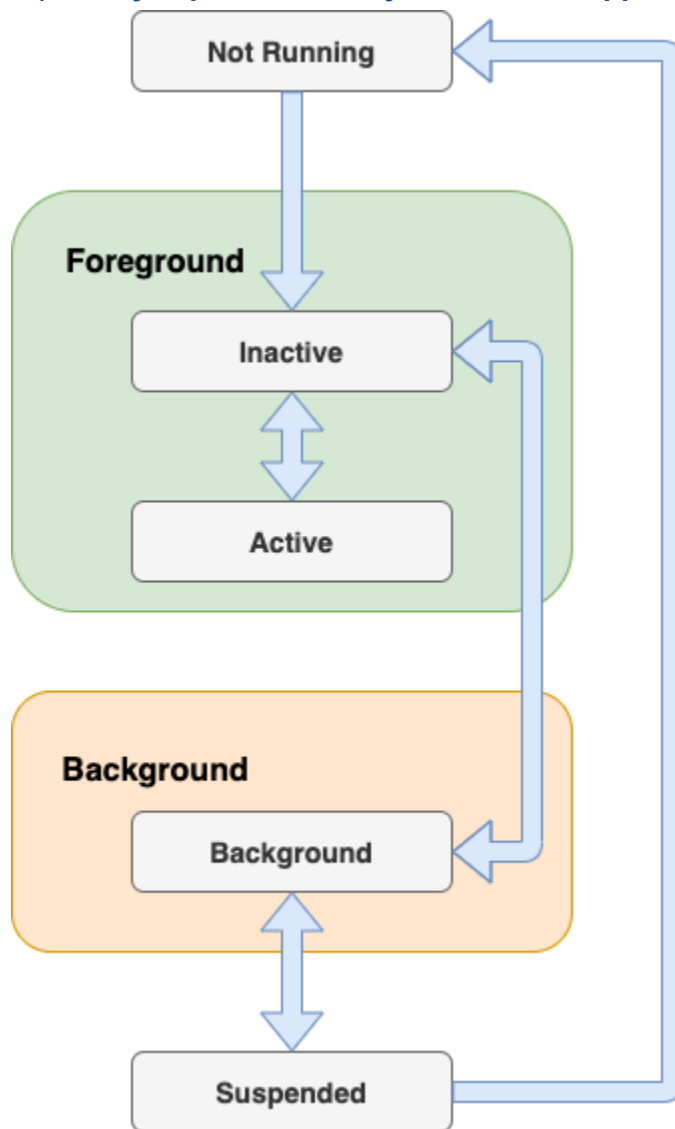 Not Running
Foreground
Inactive
Active
Background
Background
Suspended